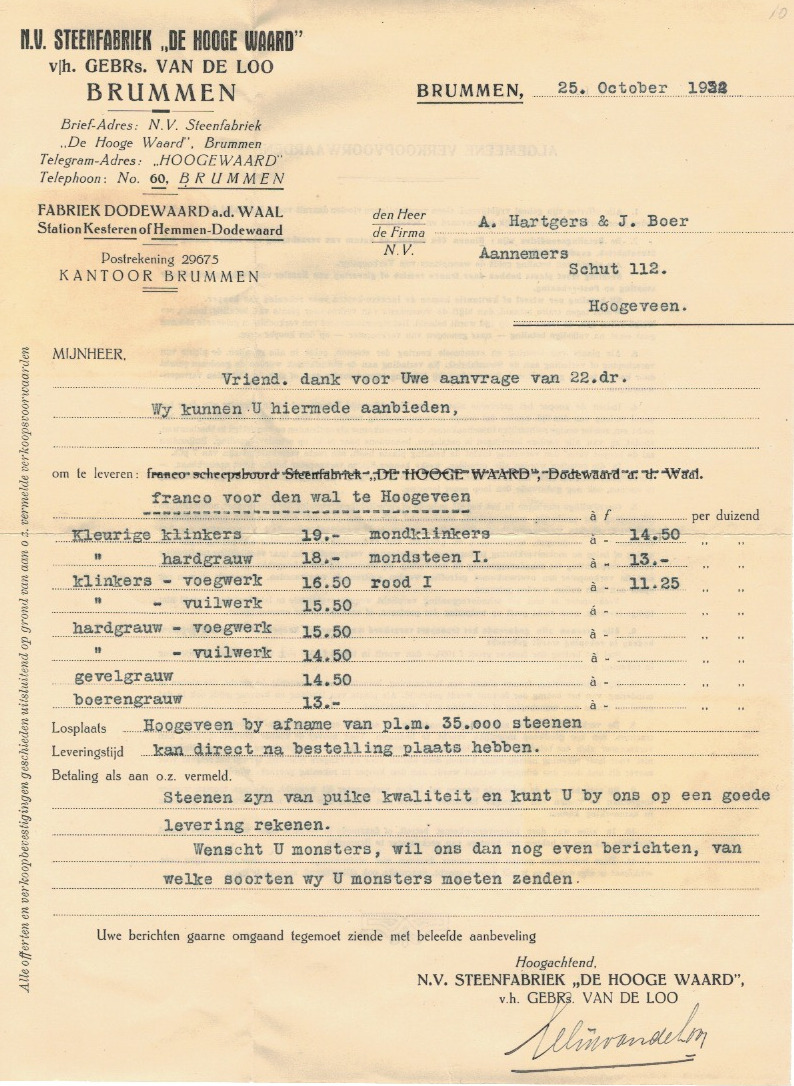 N.V. STEENFABRIEK „DE HOOGE WAARD"
v|h. GEBRs. VAN DE LOO
BRUMMEN
BRUMMEN, 25. October 1932
Brief-Adres: N.V. Steenfabriek
„De Hooge Waard", Brummen
Telegram-Adres: „HOOGEWAARD"
Telephoon: No. 60, BRUMMEN
FABRIEK DODEWAARD a.d. WAAL
Station Kesteren of Hemmen-Dodewaard
Postrekening 29675
KANTOOR BRUMMEN
den Heer
de Firma
N.V.
A. Hartgers & J. Boer
Aannemers
Schut 112.
Hoogeveen.
MIJNHEER,
Vriend. dank voor Uwe aanvrage van 22.dr.
Wy kunnen U hiermede aanbieden,
om te leveren: franco scheepsboord Steenfabriek „DE HOOGE WAARD", Dodewaard a. d. Waal.
franco voor den wal te Hoogeveen
à f per duizend
Kleurige klinkers 19.- mondklinkers à - 14.50 „ „
" hardgrauw 18.- mondsteen I. à - 13.- „ „
klinkers - voegwerk 16.50 rood I à - 11.25 „ „
" - vuilwerk 15.50 á - „ „
hardgrauw - voegwerk 15.50 à - „ „
" - vuilwerk 14.50 à - „ „
gevelgrauw 14.50 à - „ „
boerengrauw 13.- à - „ „
Losplaats Hoogeveen by afname van pl.m. 35.000 steenen
Leveringstijd kan direct na bestelling plaats hebben.
Betaling als aan o.z. vermeld.
Steenen zyn van puike kwaliteit en kunt U by ons op een goede
levering rekenen.
Wenscht U monsters, wil ons dan nog even berichten, van
welke soorten wy U monsters moeten zenden.
Uwe berichten gaarne omgaand tegemoet ziende met beleefde aanbeveling
Hoogachtend,
N.V. STEENFABRIEK „DE HOOGE WAARD",
v.h. GEBRs. VAN DE LOO
Alle offerten en verkoopbevestigingen geschieden uitsluitend op grond van aan o z. vermelde verkoopsvoorwaarden
10